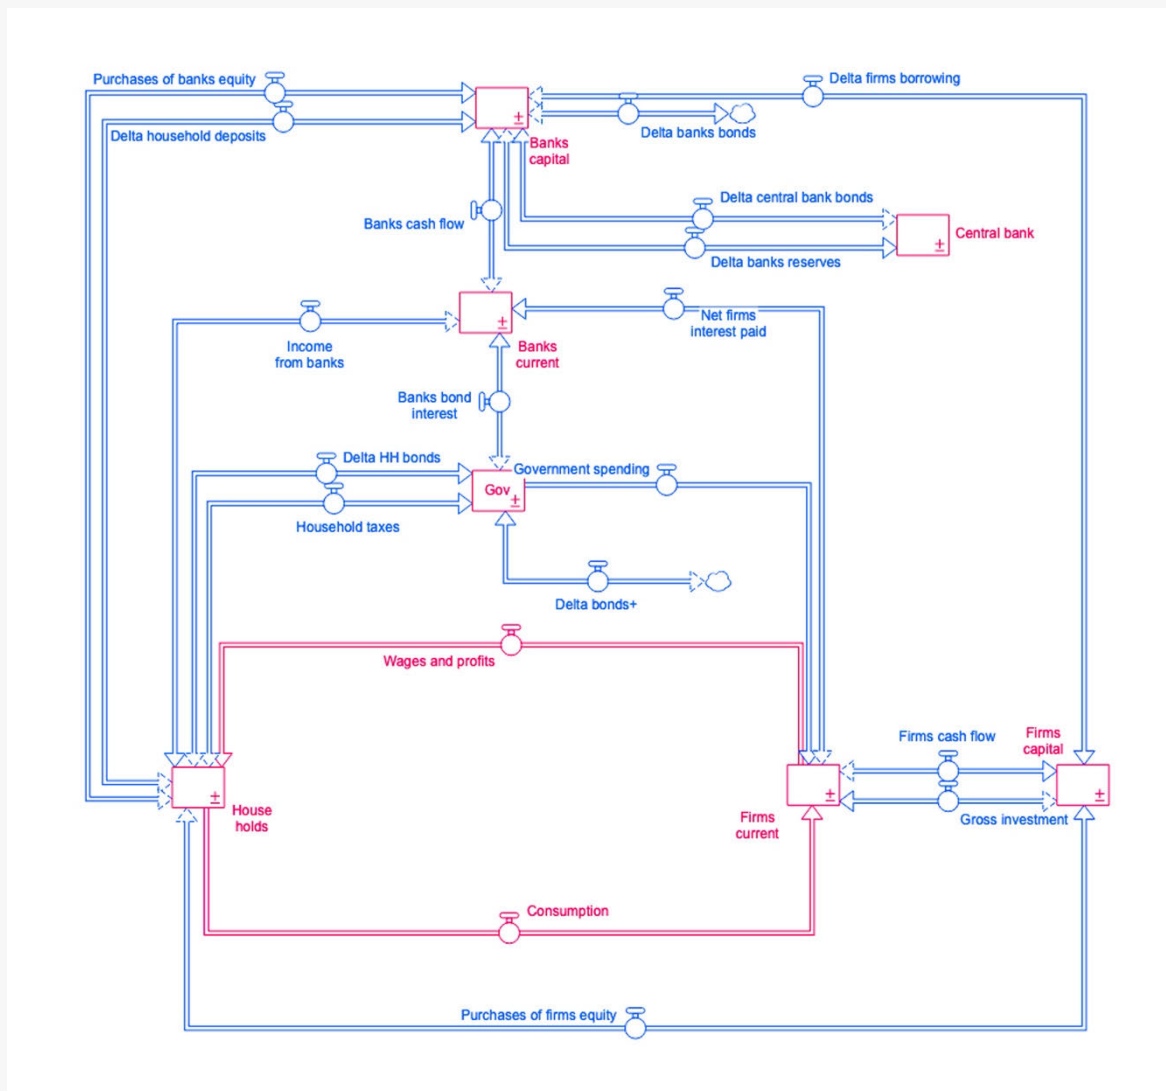 Purchases of banks equity
Delta firms borrowing
Delta household deposits
Delta banks bonds
Banks
capital
Delta central bank bonds
Banks cash flow
Central bank
Delta banks reserves
Net firms
interest paid
Income
from banks
Banks
current
Banks bond
interest
Delta HH bonds
Government spending
Gov
Household taxes
Delta bonds+
Wages and profits
Firms cash flow
Firms
capital
House
holds
Firms
current
Gross investment
Consumption
Purchases of firms equity